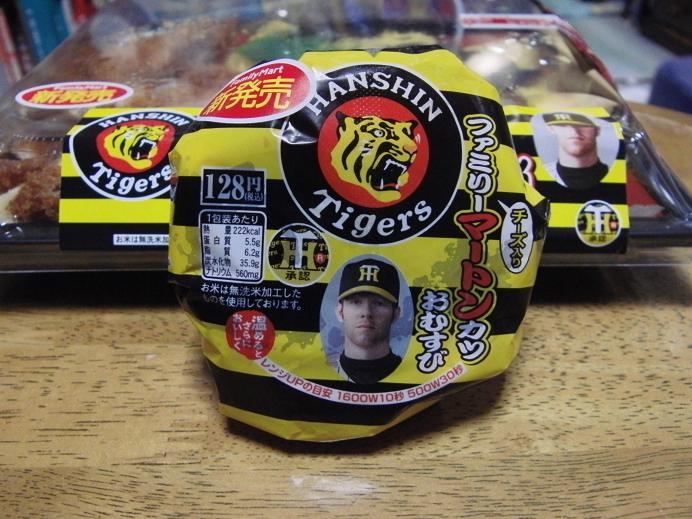 FamilyMart
新発売
HANSHIN
Tigers
お米は無洗米加
FamilyMart
新発売
HANSHIN
Tigers
128円
(税込)
1包装あたり
熱量 222kcal
蛋白質 5.5g
脂質 6.2g
炭水化物 35.9g
ナトリウム 560mg
承認
お米は無洗米加工した
ものを使用しております。
温めると
さらに
おいしく
レンジUPの目安 1600W10秒 500W30秒
ファミリーマートンカツ
チーズ入り
おむすび
承認